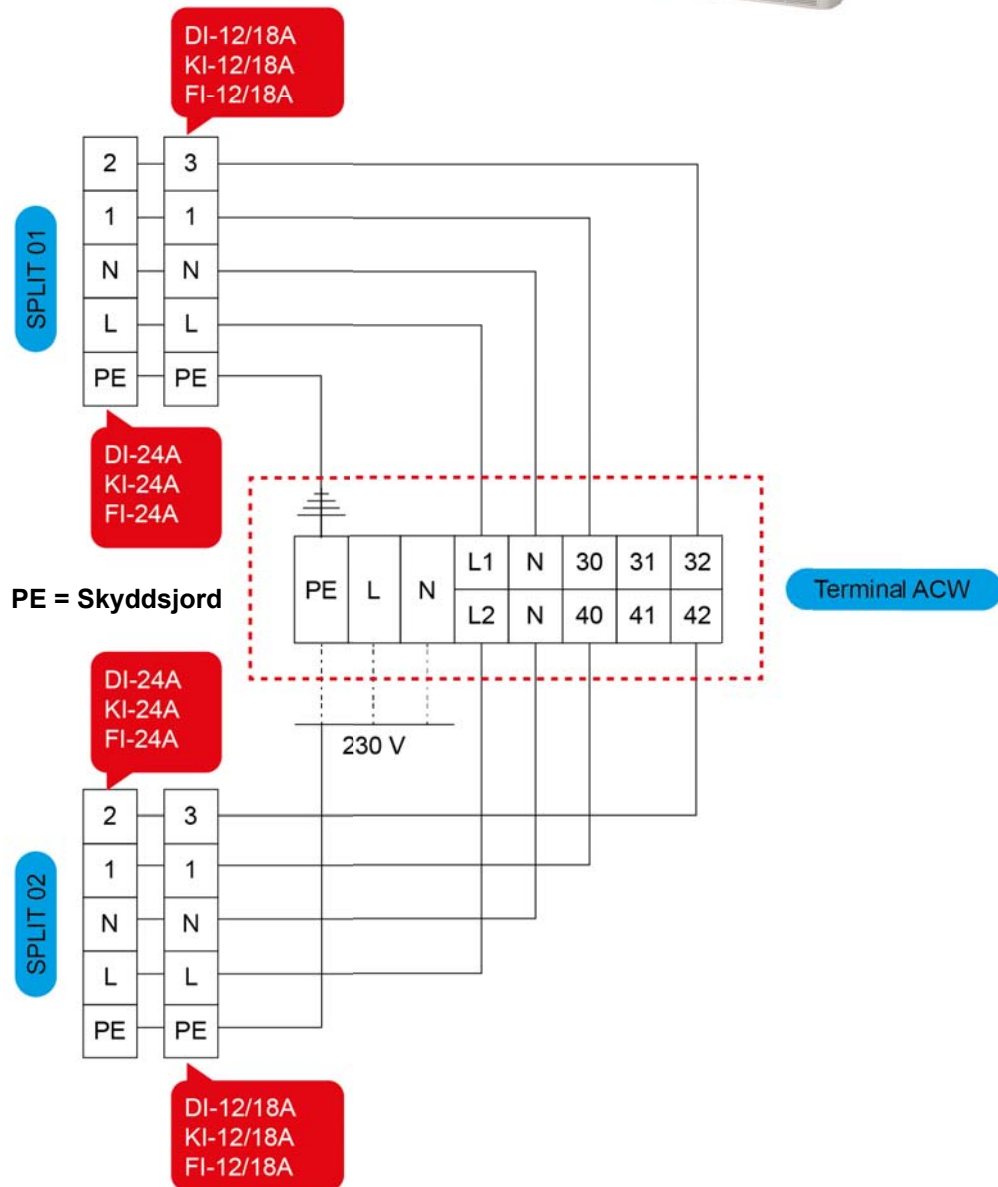 DI-12/18A
KI-12/18A
FI-12/18A
SPLIT 01
2 3
1 1
N N
L L
PE PE
DI-24A
KI-24A
FI-24A
PE = Skyddsjord
PE L N
L1 N 30 31 32
L2 N 40 41 42
Terminal ACW
230 V
DI-24A
KI-24A
FI-24A
SPLIT 02
2 3
1 1
N N
L L
PE PE
DI-12/18A
KI-12/18A
FI-12/18A